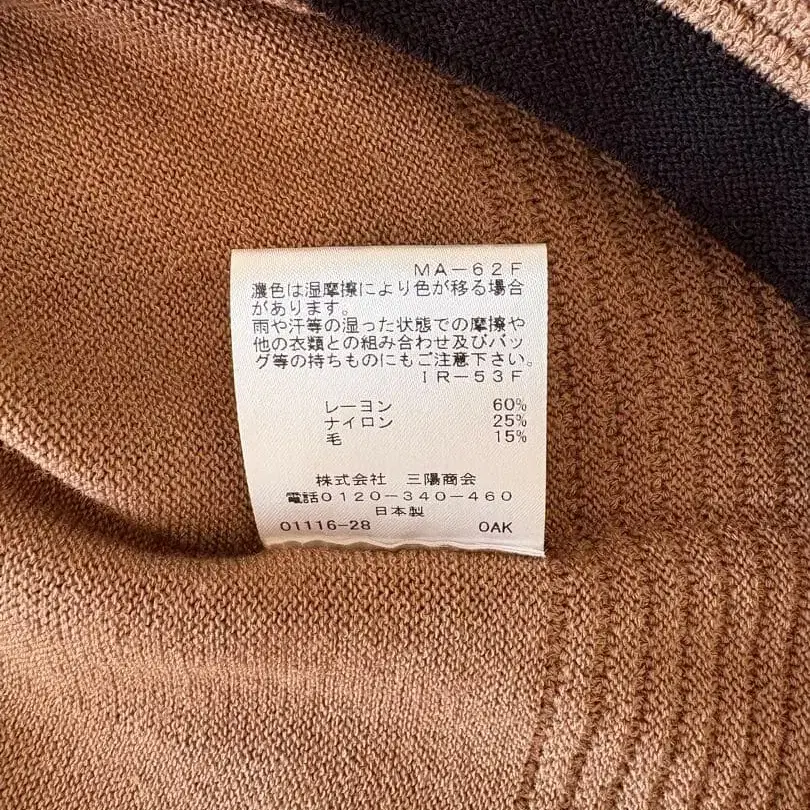 MA-62F
濃色は湿摩擦により色が移る場合
があります。
雨や汗等の湿った状態での摩擦や
他の衣類との組み合わせ及びバッ
グ等の持ちものにもご注意下さい。
IR-53F
レーヨン 60%
ナイロン 25%
毛 15%
株式会社 三陽商会
電話0120-340-460
日本製
01116-28 OAK